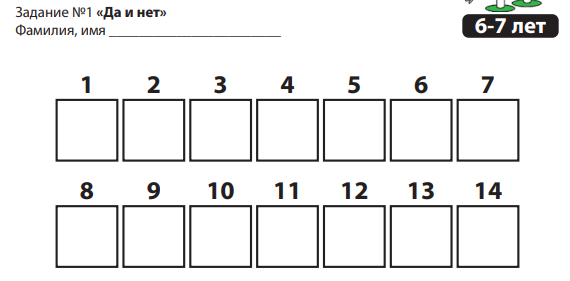 Задание №1 «Да и нет»
Фамилия, имя _______________________
6-7 лет
1 2 3 4 5 6 7
8 9 10 11 12 13 14